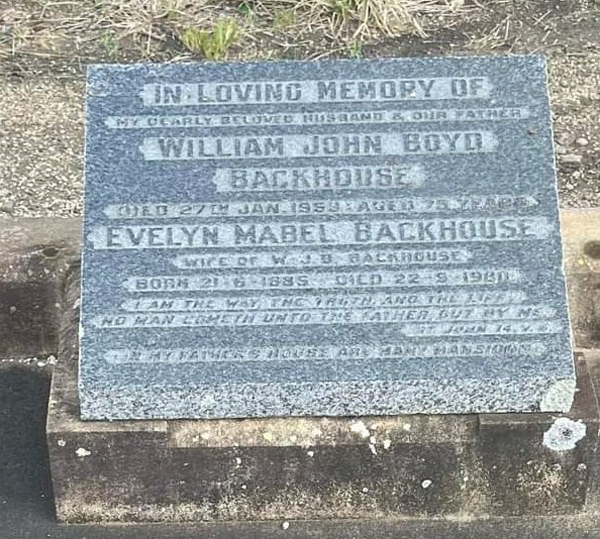 IN LOVING MEMORY OF
MY DEARLY BELOVED HUSBAND & OUR FATHER
WILLIAM JOHN BOYD
BACKHOUSE
DIED 27TH JAN. AGED 75 YEARS
EVELYN MABEL BACKHOUSE
WIFE OF W. J. B. BACKHOUSE
BORN 21-6-1885 DIED 22-9-1980
I AM THE WAY THE TRUTH, AND THE LIFE:
NO MAN COMETH UNTO THE FATHER, BUT BY ME
ST JOHN 14. V.
IN MY FATHER'S HOUSE ARE MANY MANSIONS